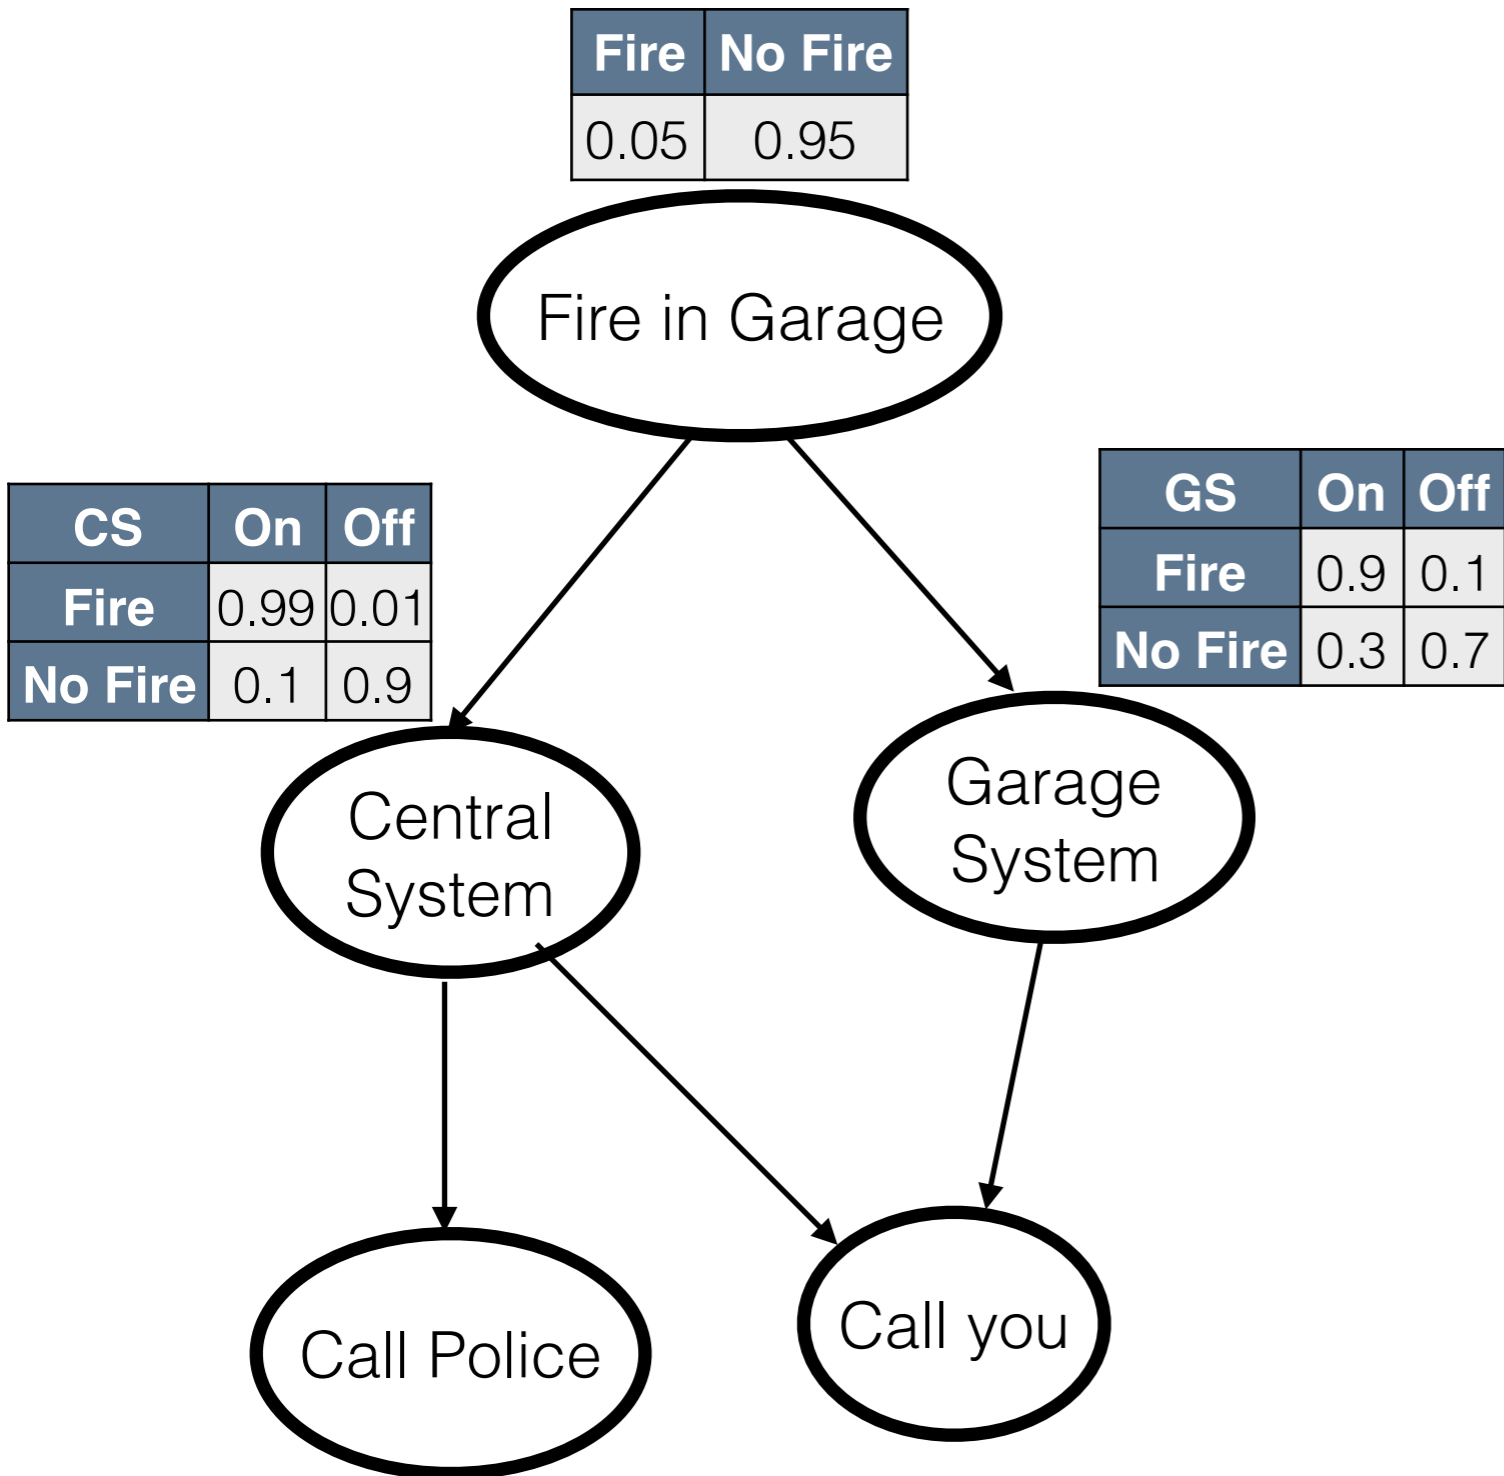 Fire No Fire
0.05 0.95
Fire in Garage
CS On Off
Fire 0.99 0.01
No Fire 0.1 0.9
GS On Off
Fire 0.9 0.1
No Fire 0.3 0.7
Central
System
Garage
System
Call Police
Call you